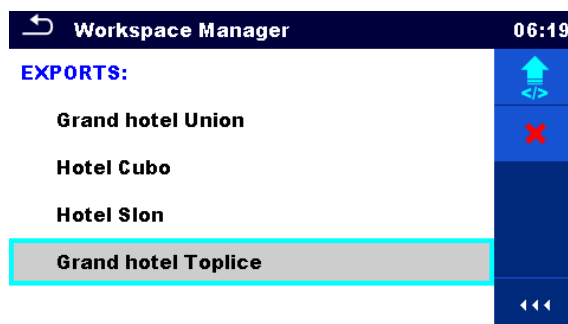 Workspace Manager 06:19
EXPORTS:
</>
Grand hotel Union
Hotel Cubo
Hotel Slon
Grand hotel Toplice